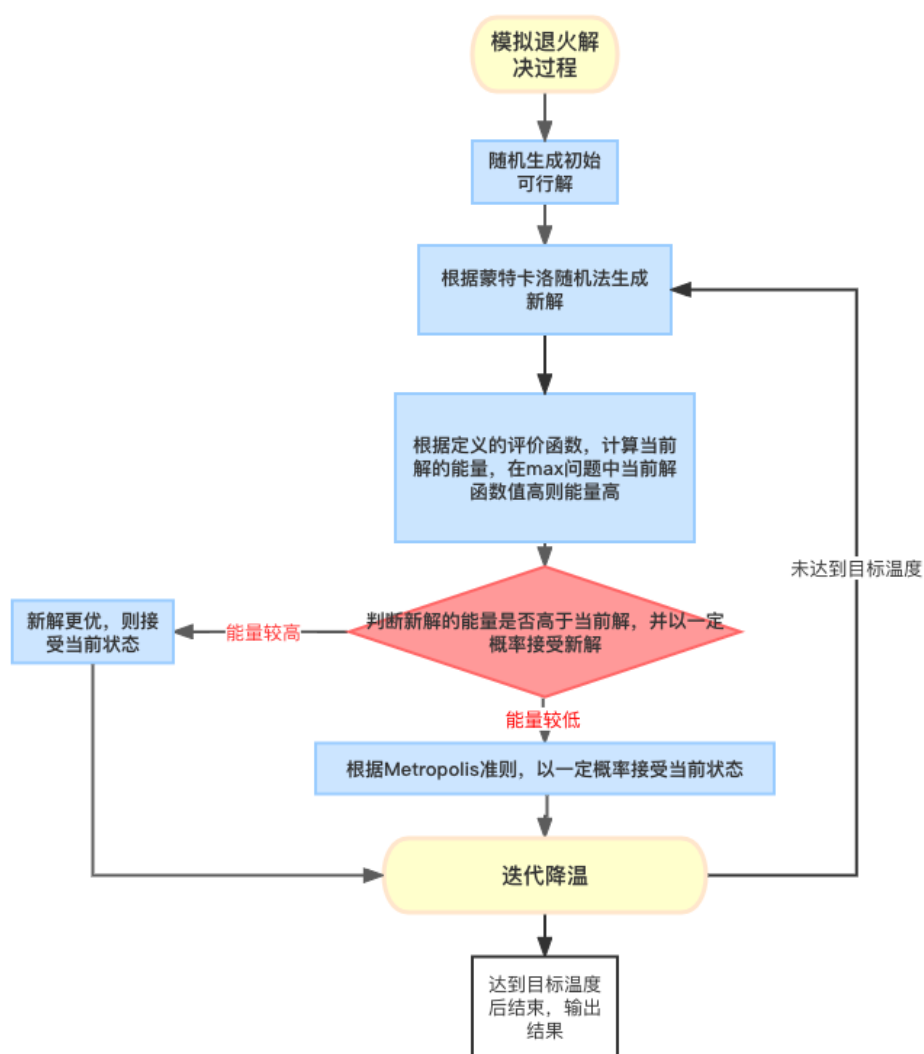 模拟退火解
决过程
随机生成初始
可行解
根据蒙特卡洛随机法生成
新解
根据定义的评价函数，计算当前
解的能量，在max问题中当前解
函数值高则能量高
未达到目标温度
判断新解的能量是否高于当前解，并以一定
概率接受新解
能量较高
新解更优，则接
受当前状态
能量较低
根据Metropolis准则，以一定概率接受当前状态
迭代降温
达到目标温度
后结束，输出
结果